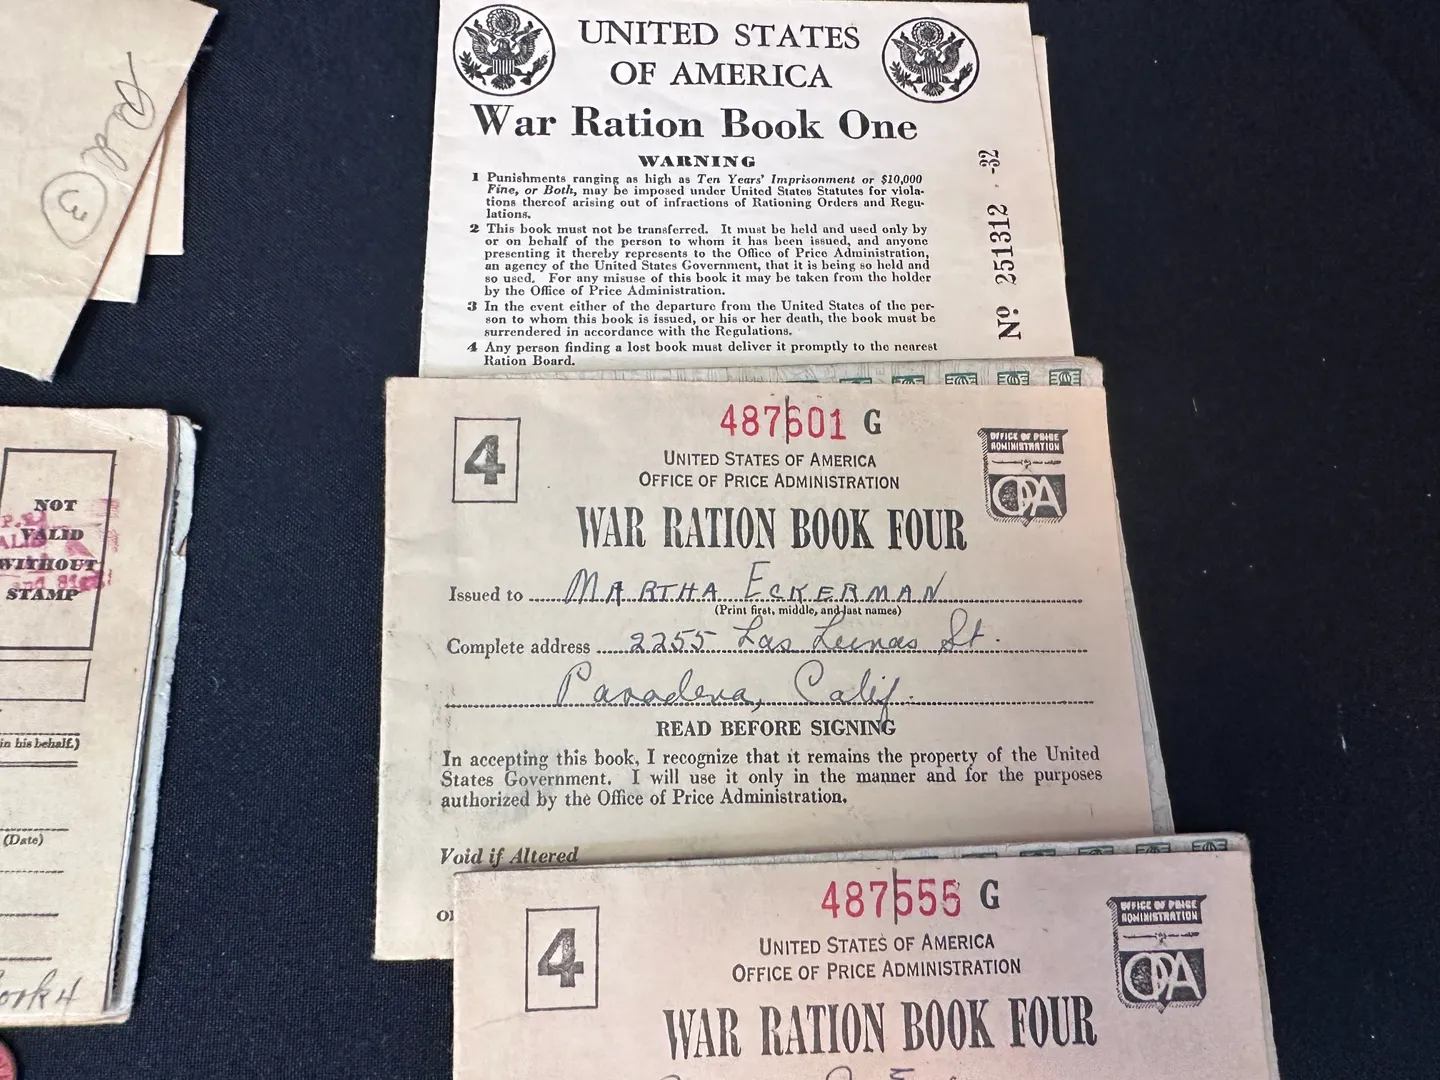 Red
3
UNITED STATES
OF AMERICA
War Ration Book One
WARNING
1 Punishments ranging as high as Ten Years' Imprisonment or $10,000
Fine, or Both, may be imposed under United States Statutes for viola-
tions thereof arising out of infractions of Rationing Orders and Regu-
lations.
2 This book must not be transferred. It must be held and used only by
or on behalf of the person to whom it has been issued, and anyone
presenting it thereby represents to the Office of Price Administration,
an agency of the United States Government, that it is being so held and
so used. For any misuse of this book it may be taken from the holder
by the Office of Price Administration.
3 In the event either of the departure from the United States of the per-
son to whom this book is issued, or his or her death, the book must be
surrendered in accordance with the Regulations.
4 Any person finding a lost book must deliver it promptly to the nearest
Ration Board.
Nº 251312 -32
4
487601 G
OFFICE OF PRICE
ADMINISTRATION
OPA
UNITED STATES OF AMERICA
OFFICE OF PRICE ADMINISTRATION
WAR RATION BOOK FOUR
Issued to MARTHA ECKERMAN
(Print first, middle, and last names)
Complete address 2255 Las Lunas St.
Pasadena, Calif.
READ BEFORE SIGNING
In accepting this book, I recognize that it remains the property of the United
States Government. I will use it only in the manner and for the purposes
authorized by the Office of Price Administration.
Void if Altered
NOT
VALID
WITHOUT
STAMP
in his behalf.)
(Date)
4
487555 G
OFFICE OF PRICE
ADMINISTRATION
OPA
UNITED STATES OF AMERICA
OFFICE OF PRICE ADMINISTRATION
WAR RATION BOOK FOUR